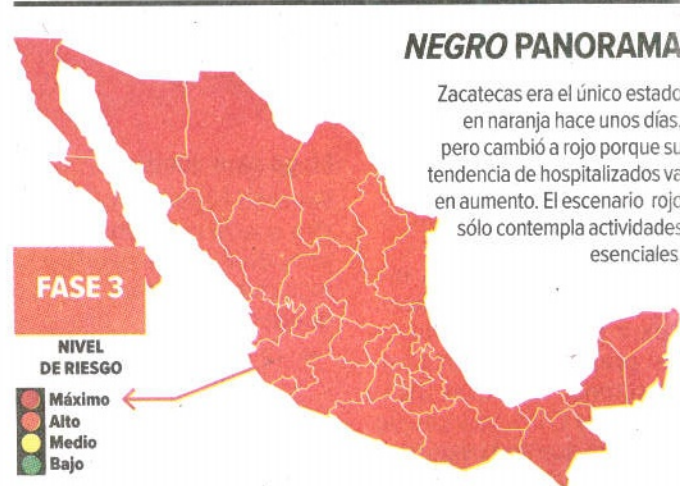 NEGRO PANORAMA
Zacatecas era el único estado
en naranja hace unos días,
pero cambió a rojo porque su
tendencia de hospitalizados va
en aumento. El escenario rojo
sólo contempla actividades
esenciales
FASE 3
NIVEL
DE RIESGO
Máximo
Alto
Medio
Bajo